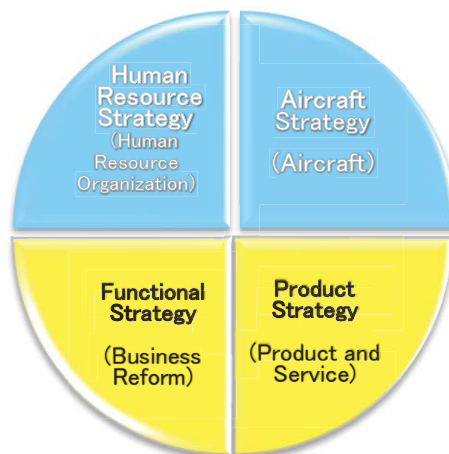 Human
Resource
Strategy
(Human
Resource
Organization)
Aircraft
Strategy
(Aircraft)
Functional
Strategy
(Business
Reform)
Product
Strategy
(Product and
Service)